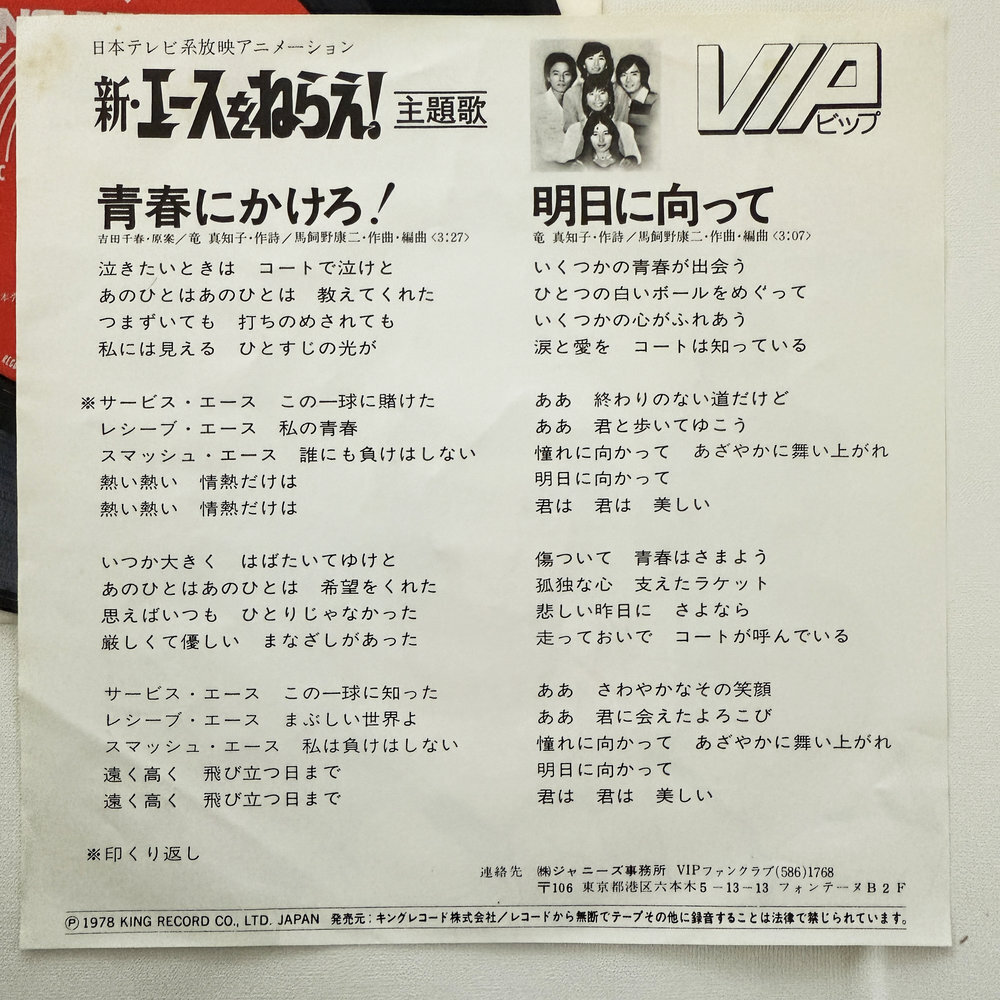 日本テレビ系放映アニメーション
新・エースをねらえ！ 主題歌
VIP
ビップ
青春にかけろ！
吉田千春・原案／竜 真知子・作詩／馬飼野康二・作曲・編曲〈3:27〉
泣きたいときは　コートで泣けと
あのひとはあのひとは　教えてくれた
つまずいても　打ちのめされても
私には見える　ひとすじの光が
※サービス・エース　この一球に賭けた
レシーブ・エース　私の青春
スマッシュ・エース　誰にも負けはしない
熱い熱い　情熱だけは
熱い熱い　情熱だけは
いつか大きく　はばたいてゆけと
あのひとはあのひとは　希望をくれた
思えばいつも　ひとりじゃなかった
厳しくて優しい　まなざしがあった
サービス・エース　この一球に知った
レシーブ・エース　まぶしい世界よ
スマッシュ・エース　私は負けはしない
遠く高く　飛び立つ日まで
遠く高く　飛び立つ日まで
※印くり返し
明日に向って
竜 真知子・作詩／馬飼野康二・作曲・編曲〈3:07〉
いくつかの青春が出会う
ひとつの白いボールをめぐって
いくつかの心がふれあう
涙と愛を　コートは知っている
ああ　終わりのない道だけど
ああ　君と歩いてゆこう
憧れに向かって　あざやかに舞い上がれ
明日に向かって
君は　君は　美しい
傷ついて　青春はさまよう
孤独な心　支えたラケット
悲しい昨日に　さよなら
走っておいで　コートが呼んでいる
ああ　さわやかなその笑顔
ああ　君に会えたよろこび
憧れに向かって　あざやかに舞い上がれ
明日に向かって
君は　君は　美しい
連絡先　㈱ジャニーズ事務所　VIPファンクラブ(586)1768
〒106 東京都港区六本木5-13-13 フォンテーヌB2F
Ⓟ1978 KING RECORD CO., LTD. JAPAN 発売元：キングレコード株式会社／レコードから無断でテープその他に録音することは法律で禁じられています。